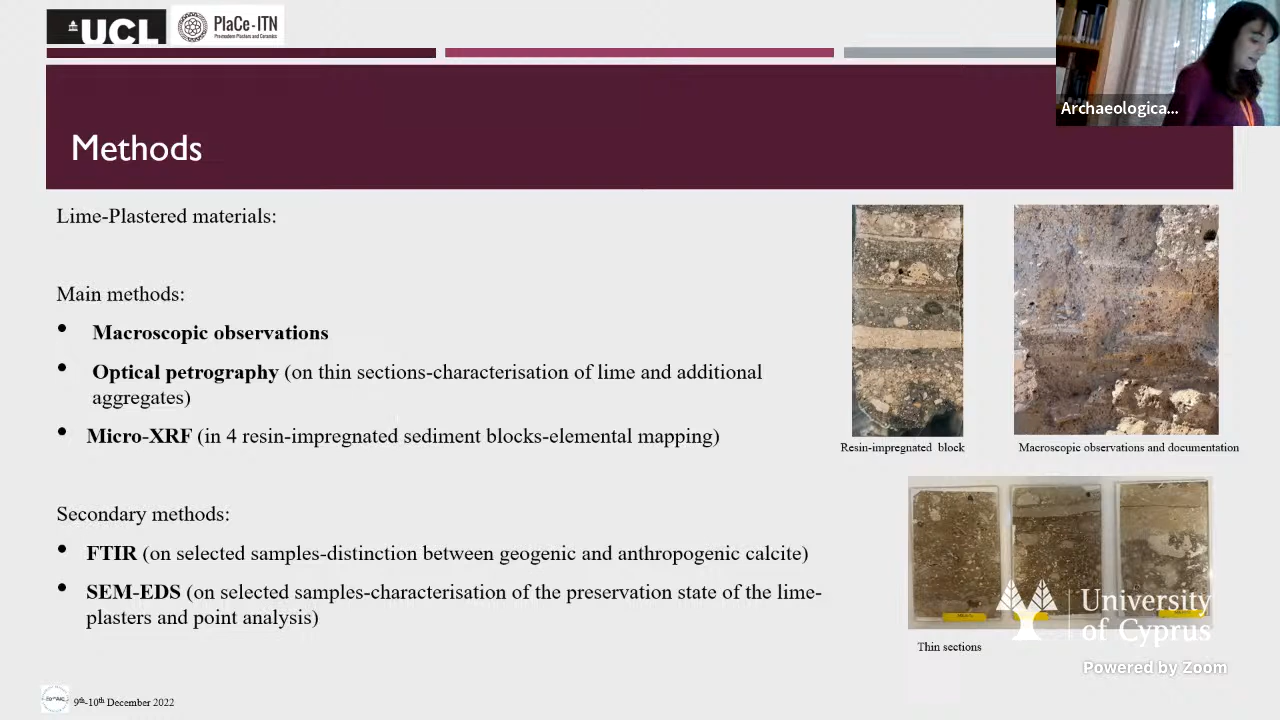 UCL
PlaCe-ITN
Premodern Plasters and Ceramics
Archaeologica...
Methods
Lime-Plastered materials:
Main methods:
• Macroscopic observations
• Optical petrography (on thin sections-characterisation of lime and additional
aggregates)
• Micro-XRF (in 4 resin-impregnated sediment blocks-elemental mapping)
Secondary methods:
• FTIR (on selected samples-distinction between geogenic and anthropogenic calcite)
• SEM-EDS (on selected samples-characterisation of the preservation state of the lime-
plasters and point analysis)
Resin-impregnated block
Macroscopic observations and documentation
Thin sections
University
of Cyprus
Powered by Zoom
9th-10th December 2022